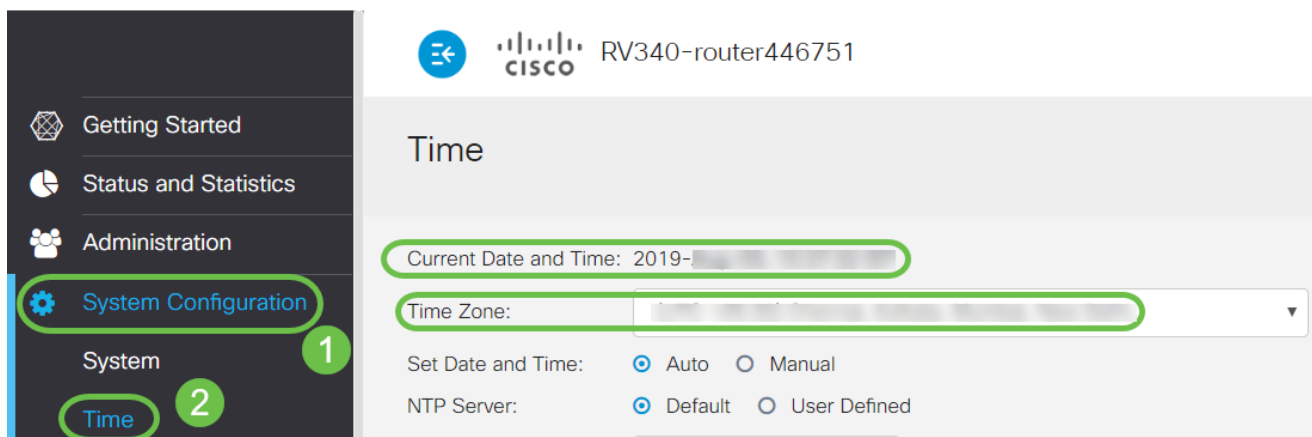 CISCO
RV340-router446751
Getting Started
Status and Statistics
Administration
System Configuration
1
System
Time
2
Time
Current Date and Time: 2019-
Time Zone:
Set Date and Time: Auto Manual
NTP Server: Default User Defined